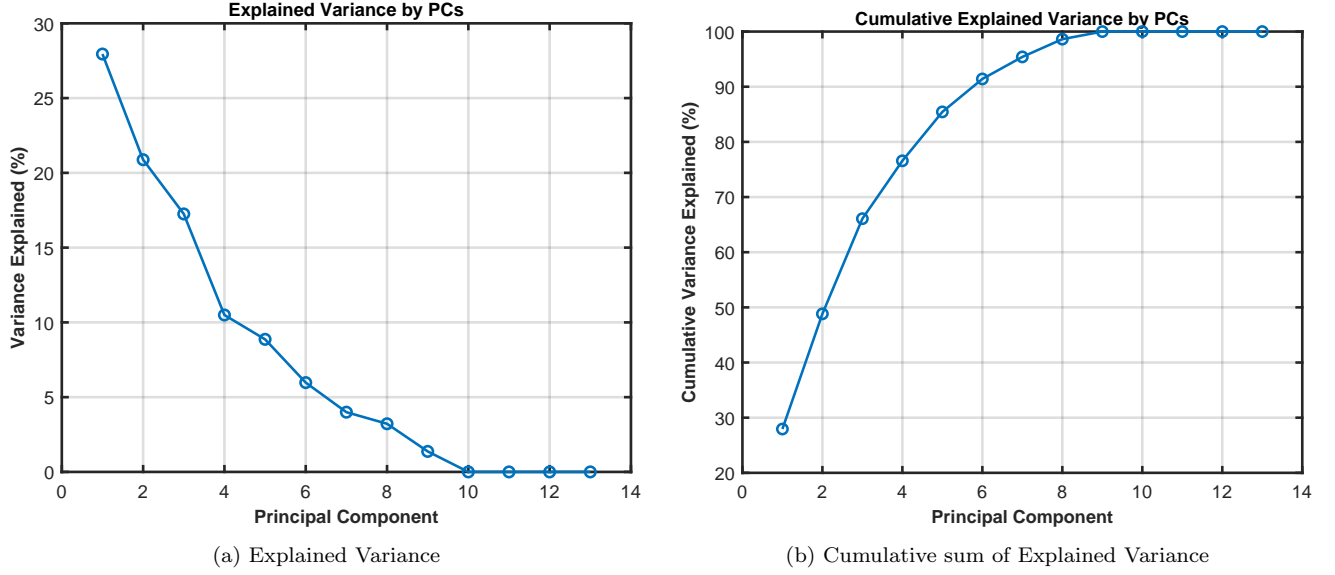 Explained Variance by PCs
30
25
20
15
10
5
0
Variance Explained (%)
0 2 4 6 8 10 12 14
Principal Component
(a) Explained Variance
Cumulative Explained Variance by PCs
100
90
80
70
60
50
40
30
20
Cumulative Variance Explained (%)
0 2 4 6 8 10 12 14
Principal Component
(b) Cumulative sum of Explained Variance